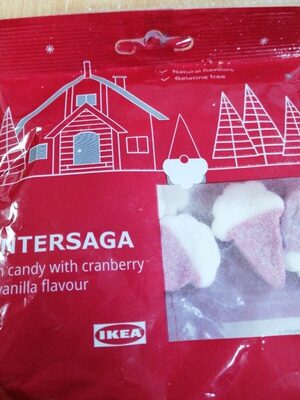 ✓ Natural flavours
✓ Gelatine free
NTERSAGA
candy with cranberry
vanilla flavour
IKEA